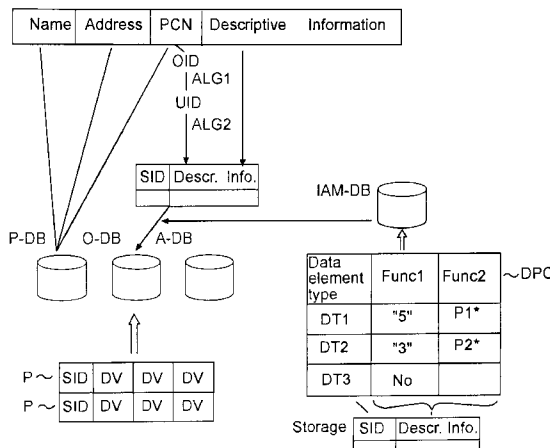 Name Address PCN Descriptive Information
OID
ALG1
UID
ALG2
SID Descr. Info.
IAM-DB
P-DB O-DB A-DB
Data element type Func1 Func2 ~DPC
DT1 "5" P1*
DT2 "3" P2*
DT3 No
P~ SID DV DV DV
P~ SID DV DV DV
Storage SID Descr. Info.